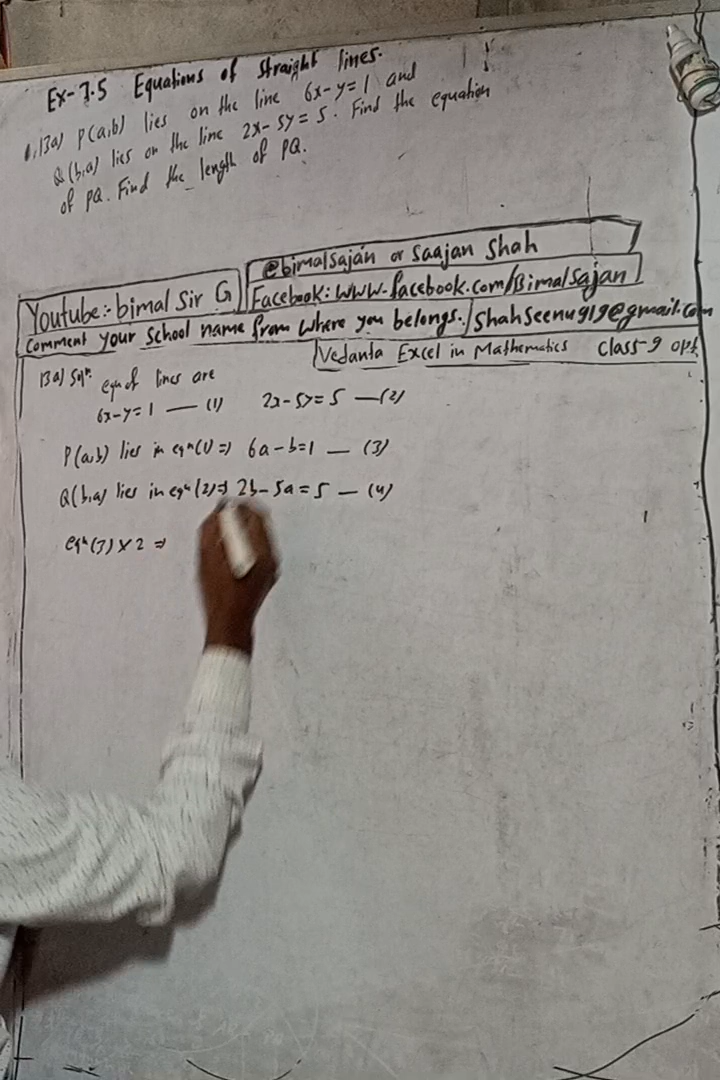 Ex-7.5 Equations of straight lines.
13a) P(a,b) lies on the line 6x-y=1 and
Q(b,a) lies on the line 2x-5y=5. Find the equation
of PQ. Find the length of PQ.
@bimalsajan or Saajan Shah
Youtube:- bimal sir G
Facebook: www.facebook.com/Bimalsajan
Comment your School name from where you belongs. shahseenu919@gmail.com
Vedanta Excel in Mathematics Class-9 opt
13a) Solⁿ. eqn of lines are
6x-y=1 — (1) 2x-5y=5 —(2)
P(a,b) lies in eqⁿ(1) ⇒ 6a-b=1 — (3)
Q(b,a) lies in eqⁿ(2) ⇒ 2b-5a=5 — (4)
eqⁿ(3) × 2 ⇒